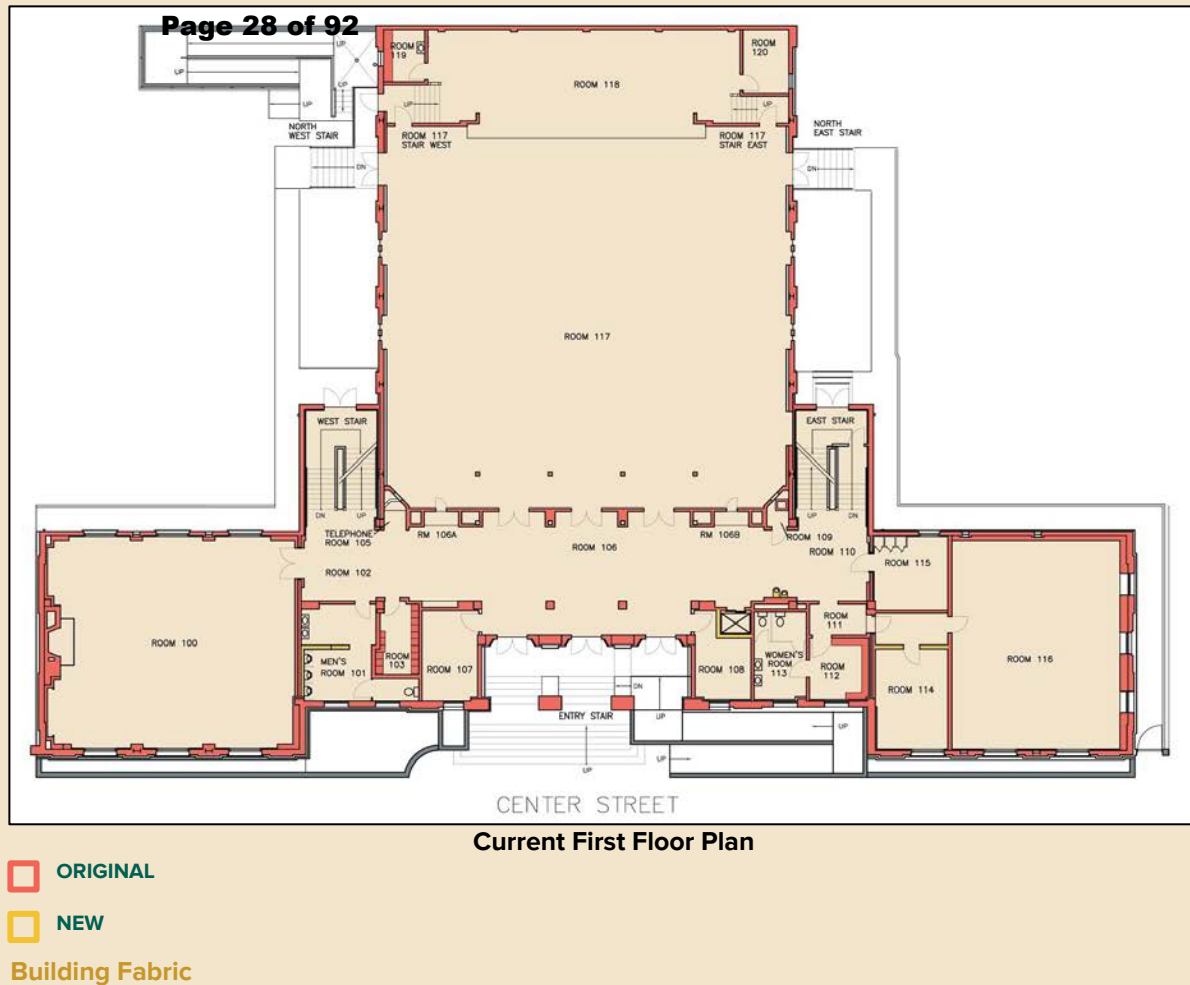 Page 28 of 92
ROOM
119
ROOM
120
UP
UP
UP
UP
UP
ROOM 118
UP
UP
NORTH
WEST STAIR
ROOM 117
STAIR WEST
ROOM 117
STAIR EAST
NORTH
EAST STAIR
DN
DN
ROOM 117
WEST STAIR
EAST STAIR
DN
UP
UP
DN
TELEPHONE
ROOM 105
RM 106A
ROOM 106
RM 106B
ROOM 109
ROOM 110
ROOM 102
ROOM 115
ROOM 100
MEN'S
ROOM 101
ROOM
103
ROOM 107
ROOM 108
WOMEN'S
ROOM
113
ROOM
111
ROOM
112
ROOM 114
ROOM 116
DN
ENTRY STAIR
UP
UP
UP
UP
CENTER STREET
Current First Floor Plan
ORIGINAL
NEW
Building Fabric